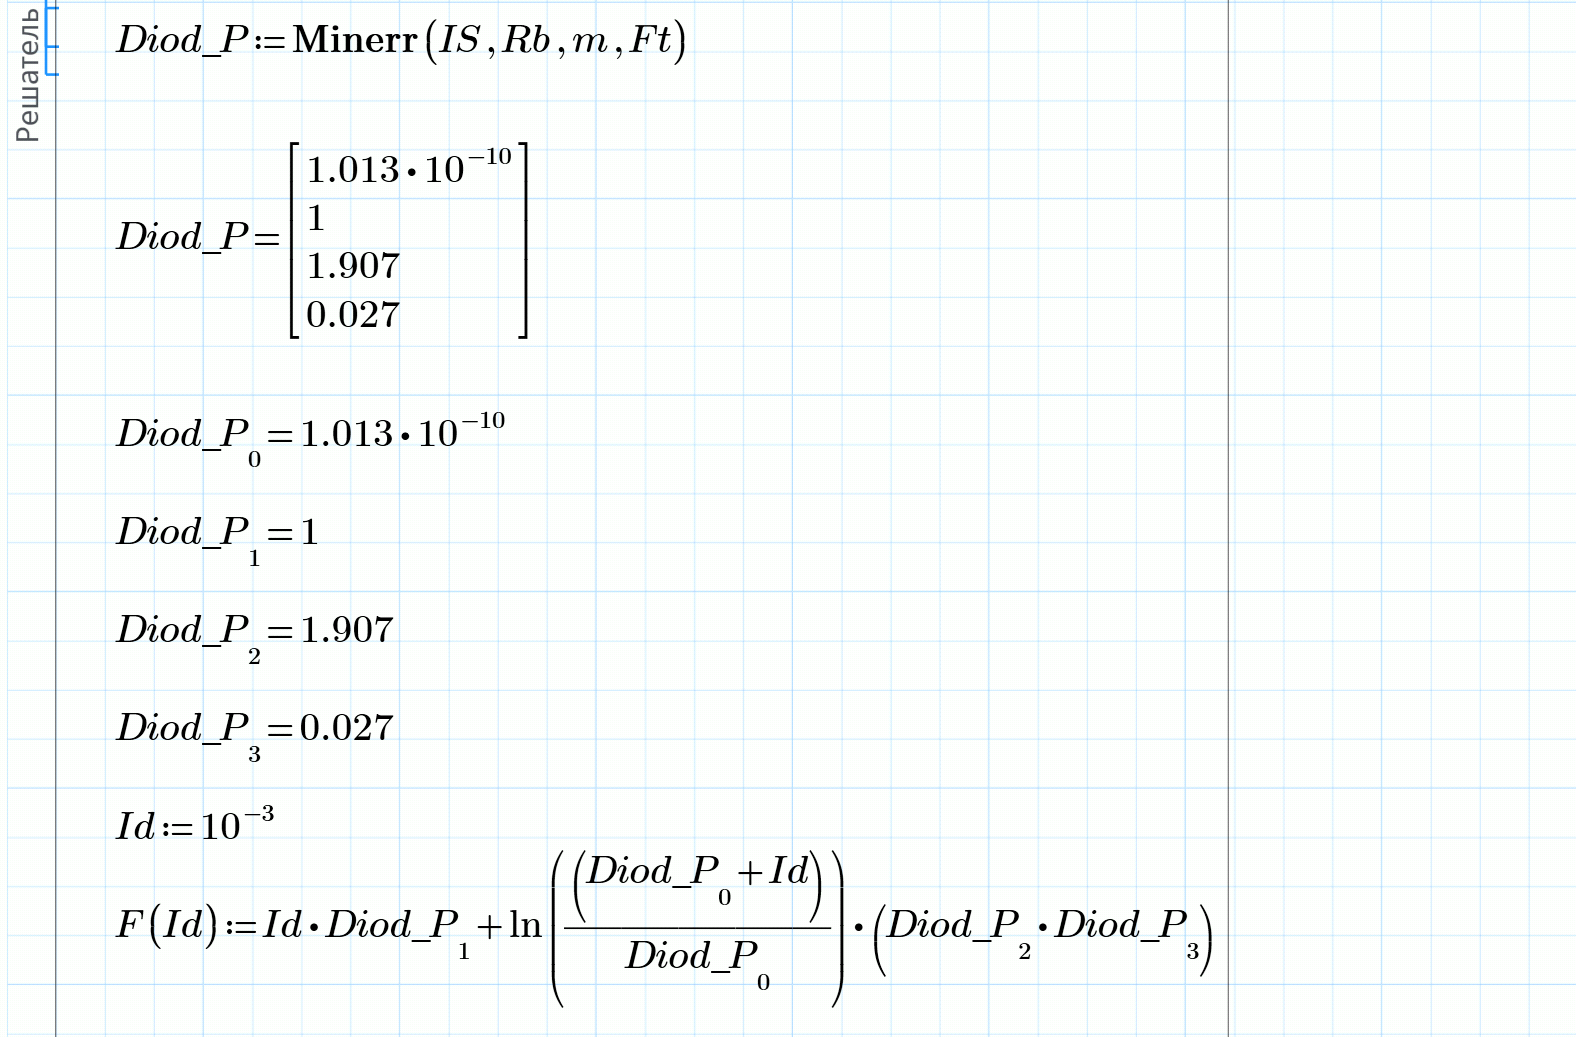 Решатель
Diod_P:=Minerr(IS,Rb,m,Ft)
Diod_P=[1.013•10⁻¹⁰
1
1.907
0.027]
Diod_P₀=1.013•10⁻¹⁰
Diod_P₁=1
Diod_P₂=1.907
Diod_P₃=0.027
Id:=10⁻³
F(Id):=Id•Diod_P₁+ln((Diod_P₀+Id)/Diod_P₀)•(Diod_P₂•Diod_P₃)